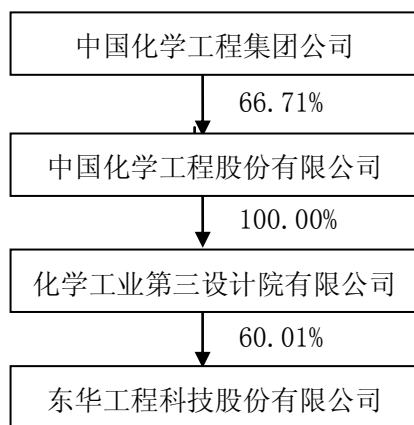 中国化学工程集团公司
66.71%
中国化学工程股份有限公司
100.00%
化学工业第三设计院有限公司
60.01%
东华工程科技股份有限公司